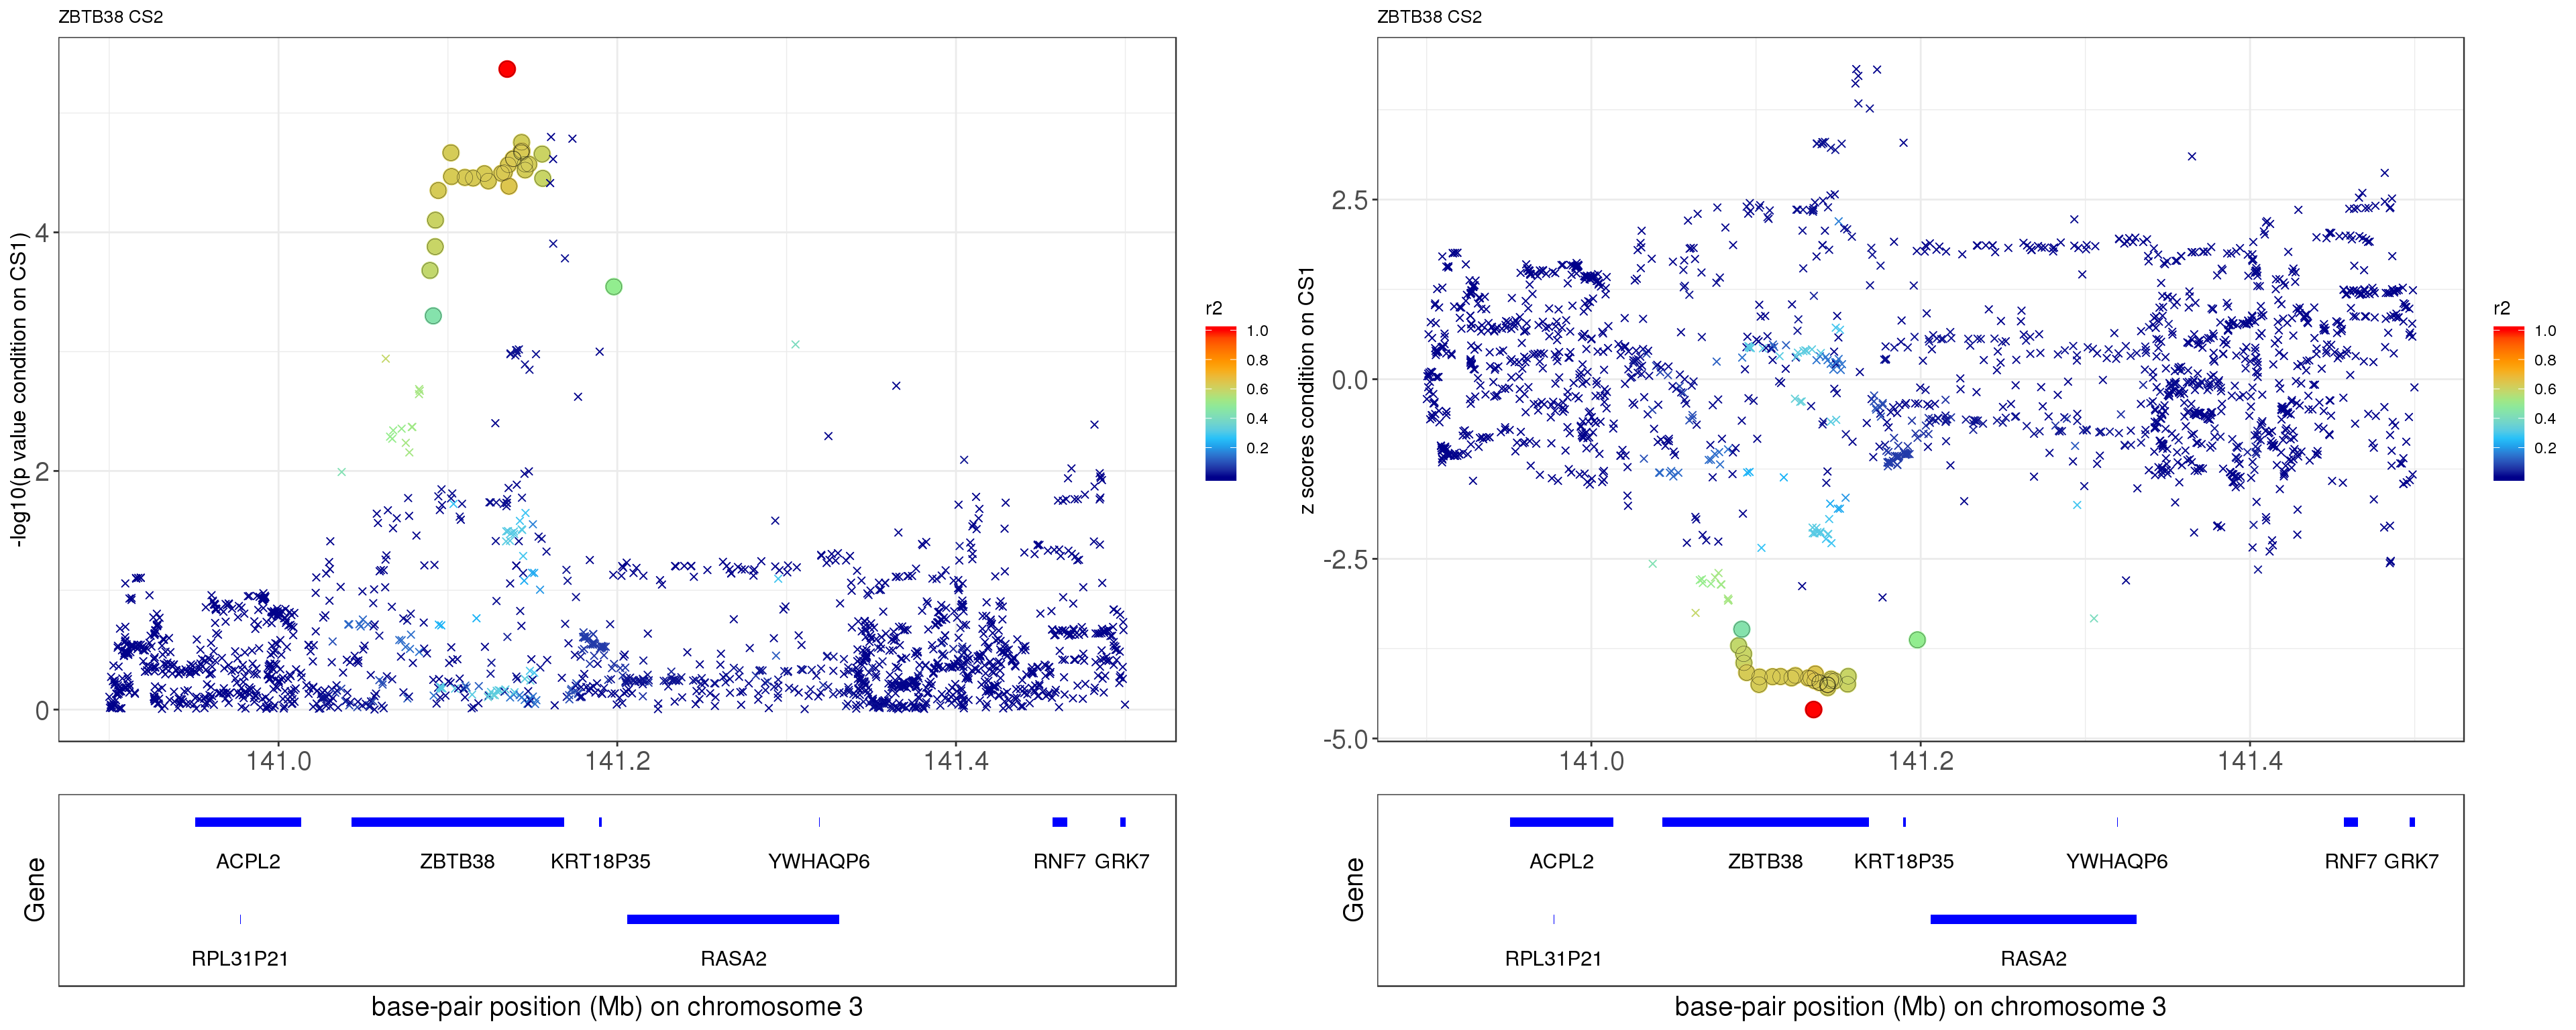 ZBTB38 CS2
-log10(p value condition on CS1)
4
2
0
141.0 141.2 141.4
r2
1.0
0.8
0.6
0.4
0.2
Gene
ACPL2 ZBTB38 KRT18P35 YWHAQP6 RNF7 GRK7
RPL31P21 RASA2
base-pair position (Mb) on chromosome 3
ZBTB38 CS2
z scores condition on CS1
2.5
0.0
-2.5
-5.0
141.0 141.2 141.4
r2
1.0
0.8
0.6
0.4
0.2
Gene
ACPL2 ZBTB38 KRT18P35 YWHAQP6 RNF7 GRK7
RPL31P21 RASA2
base-pair position (Mb) on chromosome 3